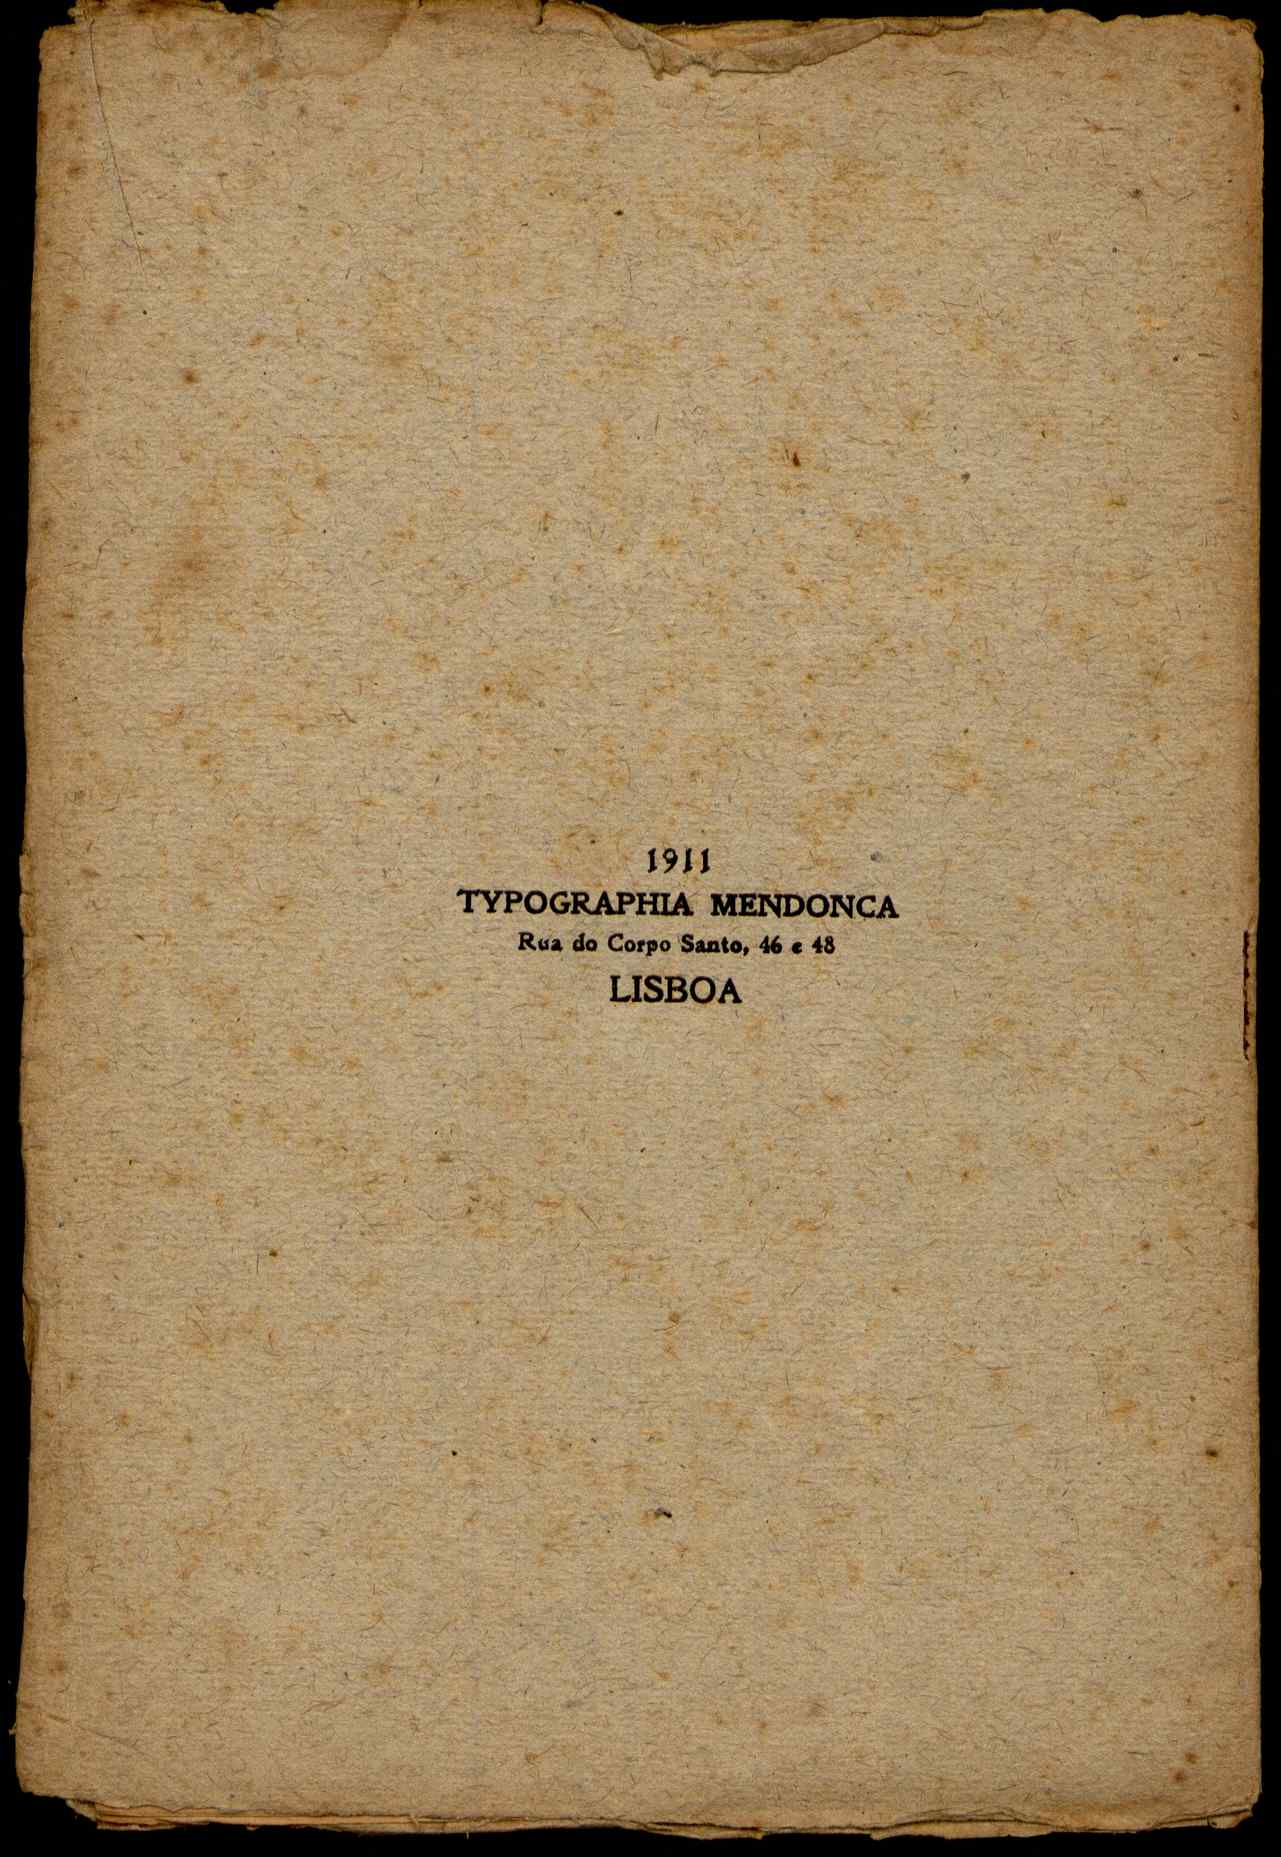 1911
TYPOGRAPHIA MENDONCA
Rua do Corpo Santo, 46 e 48
LISBOA